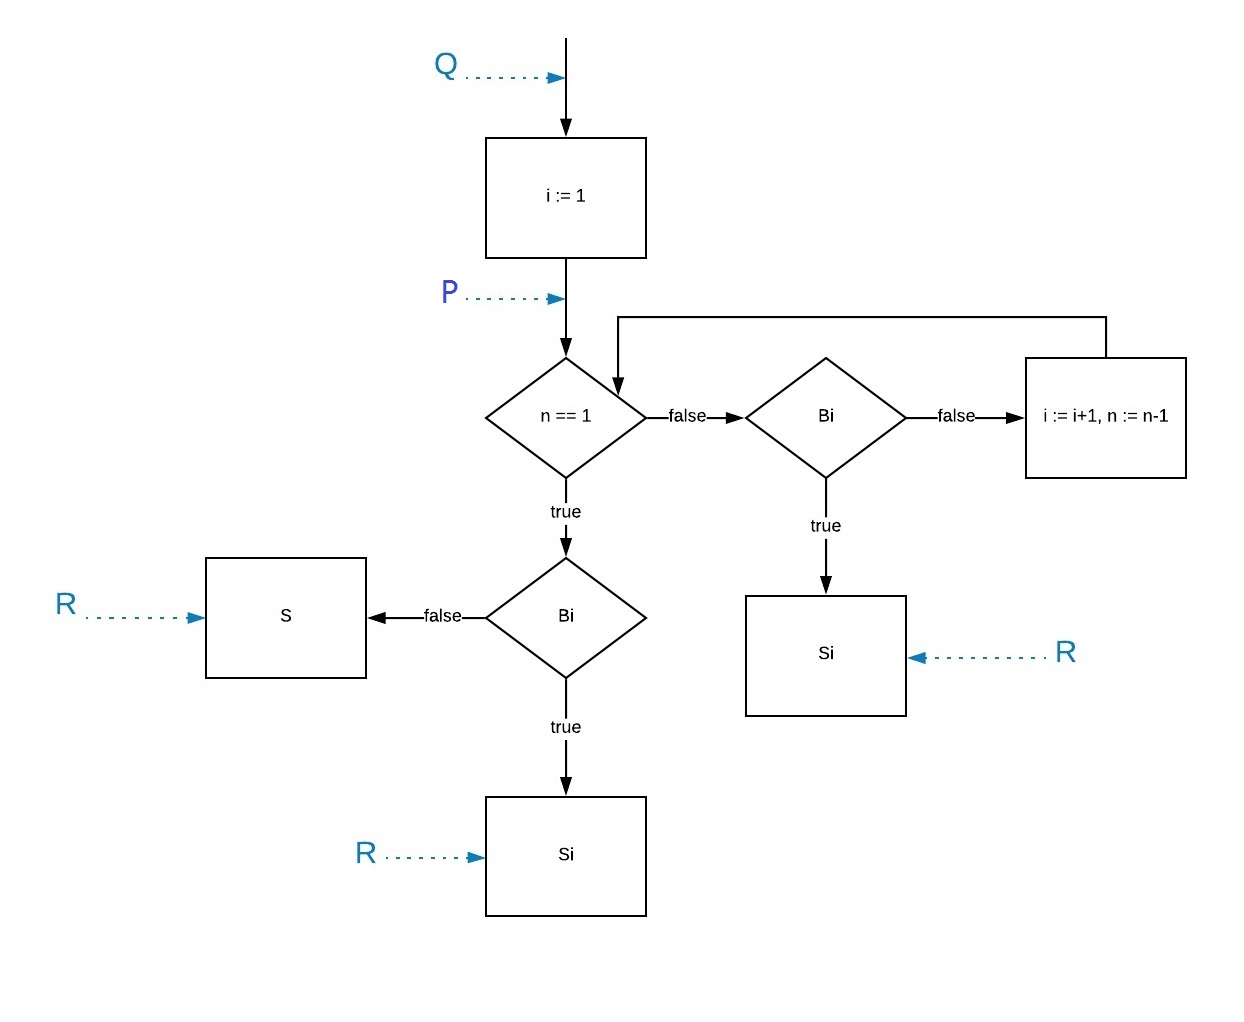 Q
i := 1
P
n == 1
false
Bi
false
i := i+1, n := n-1
true
true
R
S
false
Bi
Si
R
true
R
Si